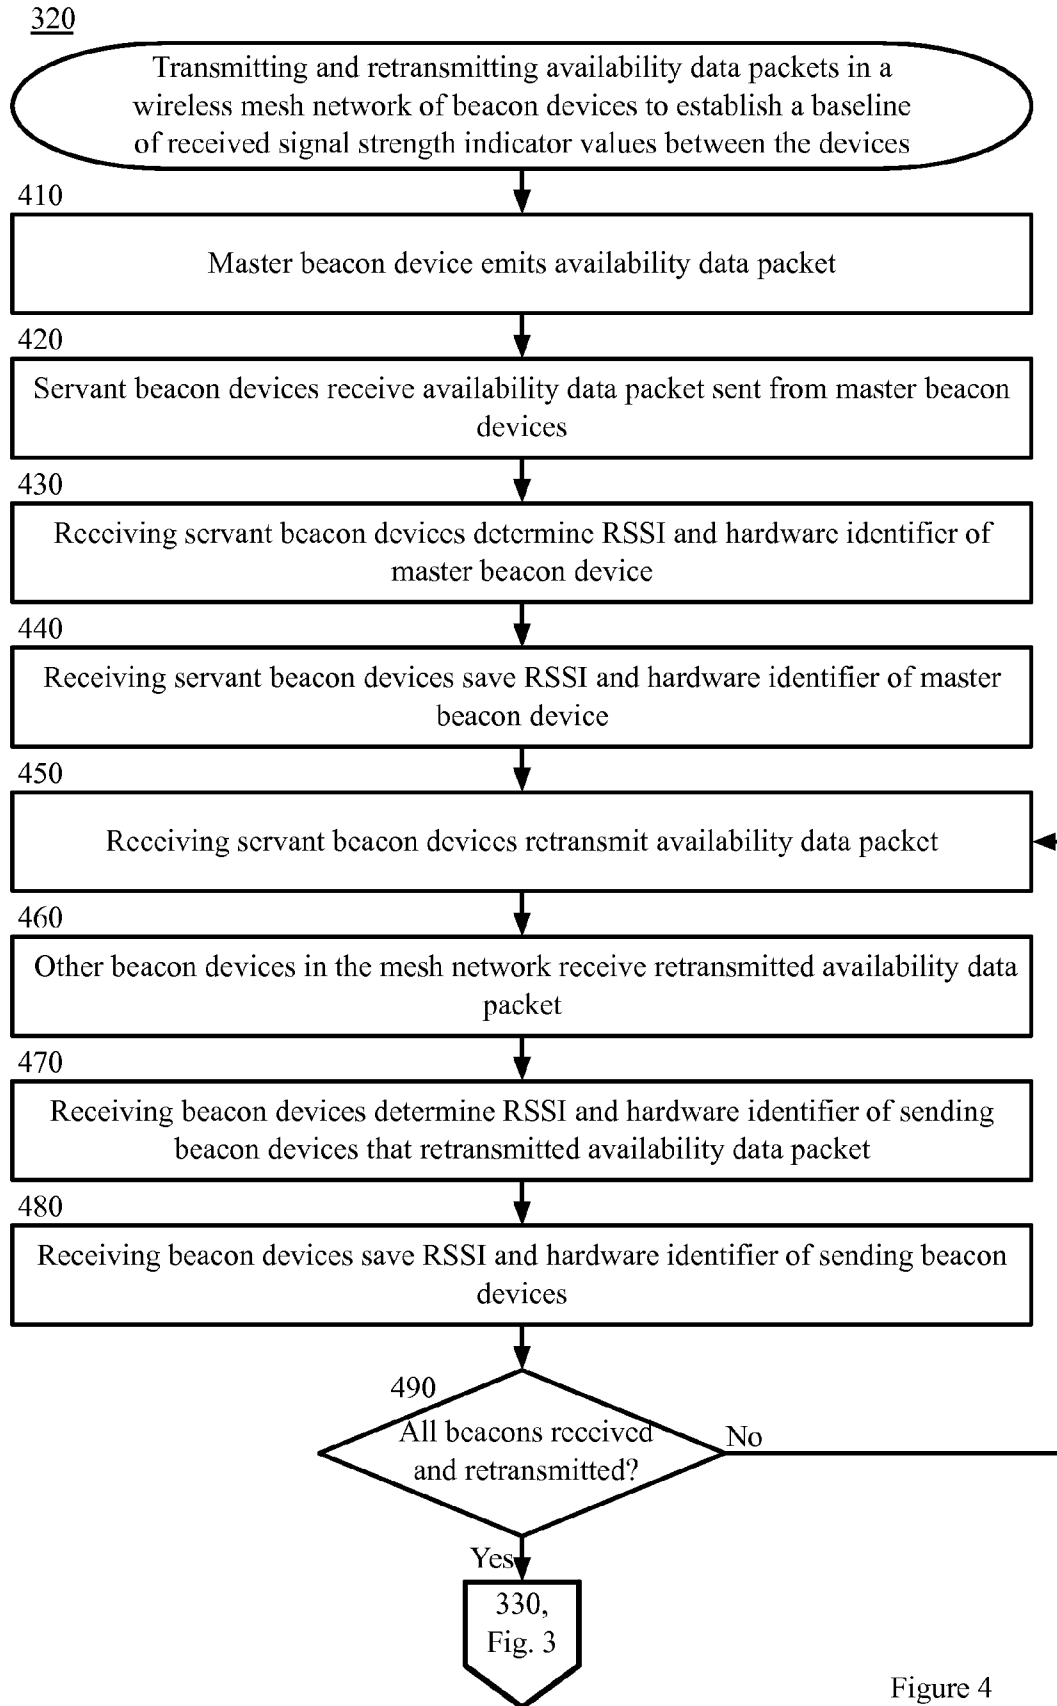 320
Transmitting and retransmitting availability data packets in a
wireless mesh network of beacon devices to establish a baseline
of received signal strength indicator values between the devices
410
Master beacon device emits availability data packet
420
Servant beacon devices receive availability data packet sent from master beacon
devices
430
Receiving servant beacon devices determine RSSI and hardware identifier of
master beacon device
440
Receiving servant beacon devices save RSSI and hardware identifier of master
beacon device
450
Receiving servant beacon devices retransmit availability data packet
460
Other beacon devices in the mesh network receive retransmitted availability data
packet
470
Receiving beacon devices determine RSSI and hardware identifier of sending
beacon devices that retransmitted availability data packet
480
Receiving beacon devices save RSSI and hardware identifier of sending beacon
devices
490
All beacons received
and retransmitted?
No
Yes
330,
Fig. 3
Figure 4